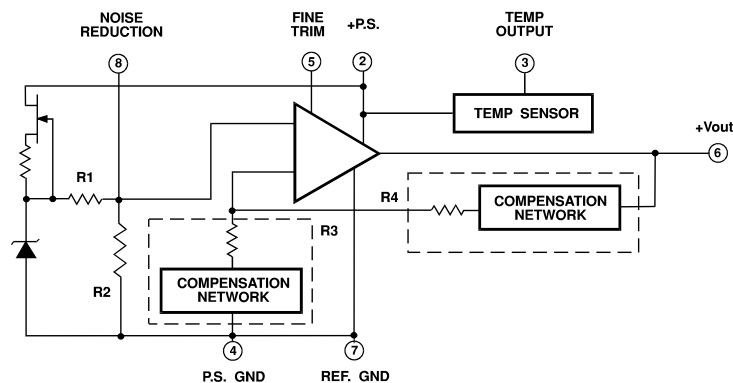 NOISE
REDUCTION
FINE
TRIM
+P.S.
TEMP
OUTPUT
8
5
2
3
TEMP SENSOR
+Vout
6
R1
R4
COMPENSATION
NETWORK
R3
R2
COMPENSATION
NETWORK
4
7
P.S. GND
REF. GND